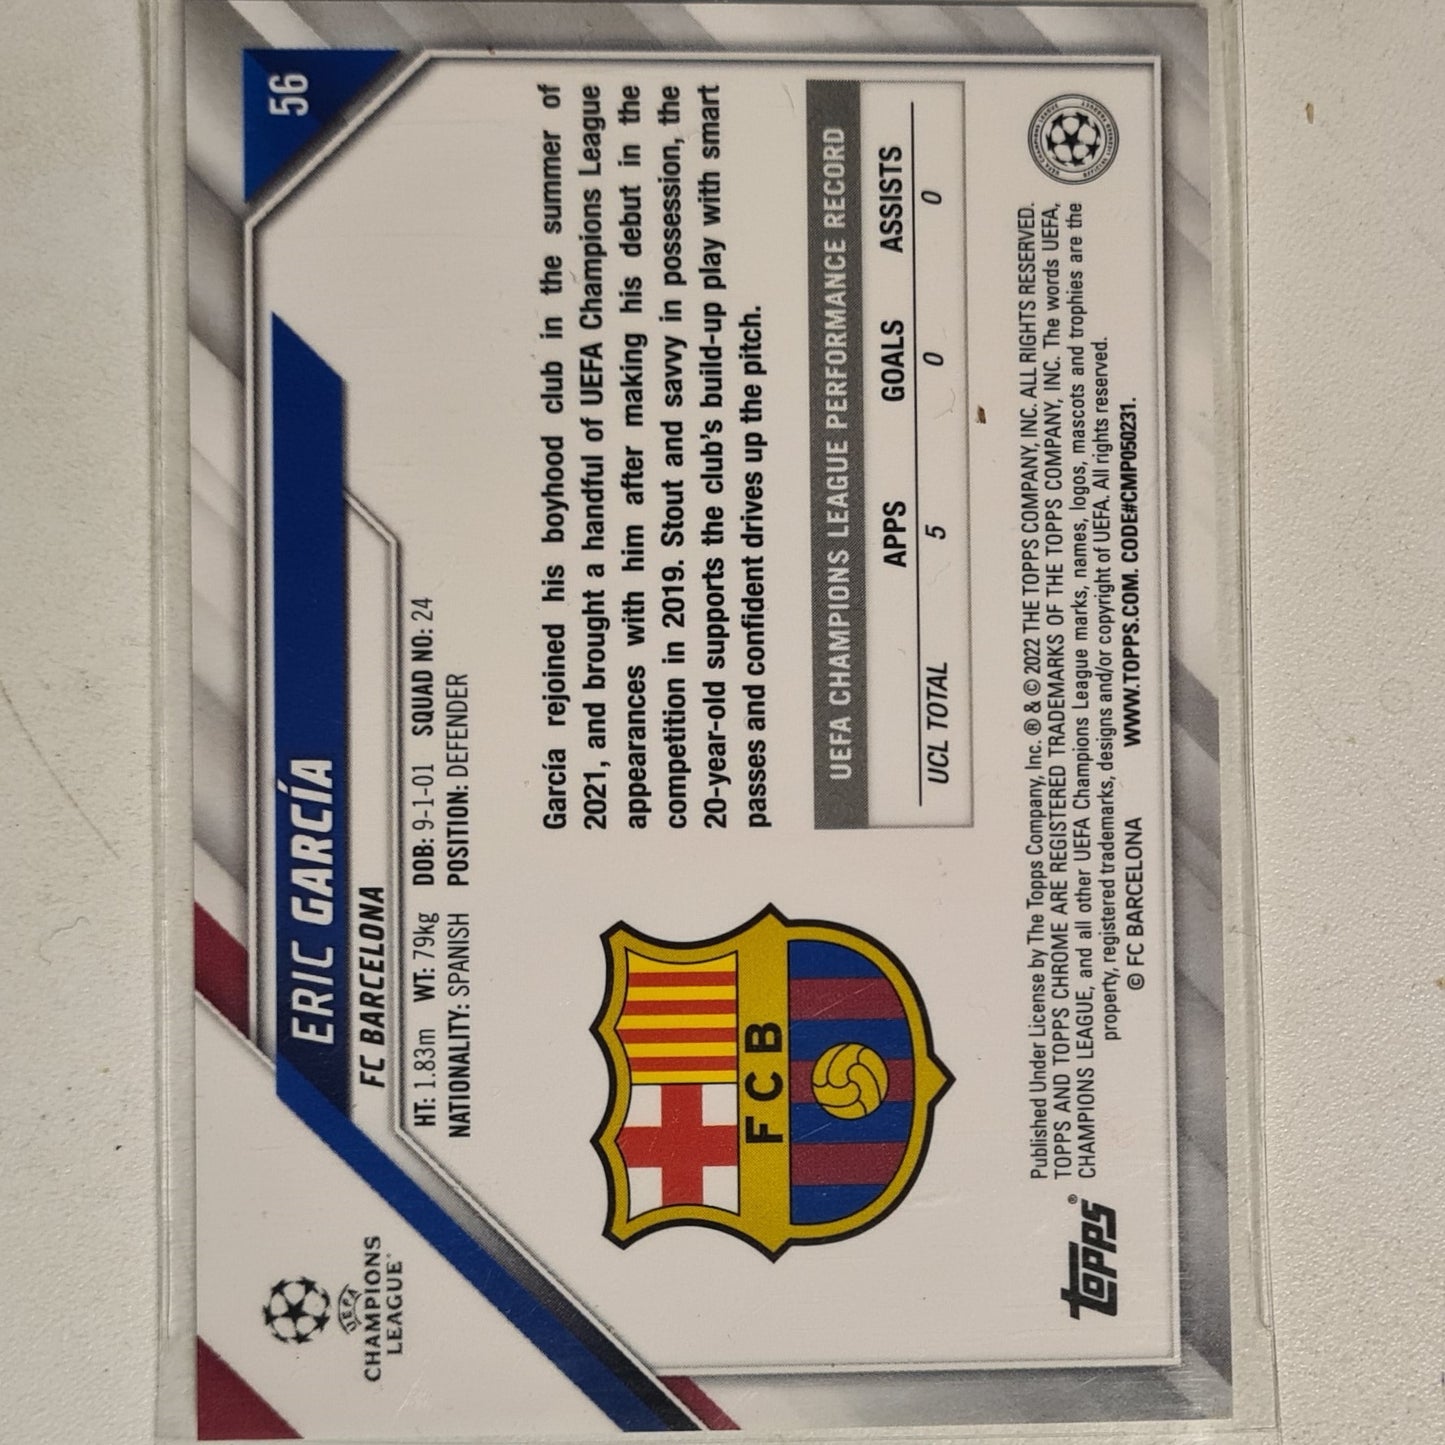 56
UEFA
CHAMPIONS
LEAGUE
ERIC GARCÍA
FC BARCELONA
HT: 1.83m WT: 79kg DOB: 9-1-01 SQUAD NO: 24
NATIONALITY: SPANISH POSITION: DEFENDER
García rejoined his boyhood club in the summer of
2021, and brought a handful of UEFA Champions League
appearances with him after making his debut in the
competition in 2019. Stout and savvy in possession, the
20-year-old supports the club's build-up play with smart
passes and confident drives up the pitch.
FCB
UEFA CHAMPIONS LEAGUE PERFORMANCE RECORD
APPS GOALS ASSISTS
UCL TOTAL 5 0 0
topps®
Published Under License by The Topps Company, Inc. ® & © 2022 THE TOPPS COMPANY, INC. ALL RIGHTS RESERVED.
TOPPS AND TOPPS CHROME ARE REGISTERED TRADEMARKS OF THE TOPPS COMPANY, INC. The words UEFA,
CHAMPIONS LEAGUE, and all other UEFA Champions League marks, names, logos, mascots and trophies are the
property, registered trademarks, designs and/or copyright of UEFA. All rights reserved.
© FC BARCELONA WWW.TOPPS.COM. CODE#CMP050231.